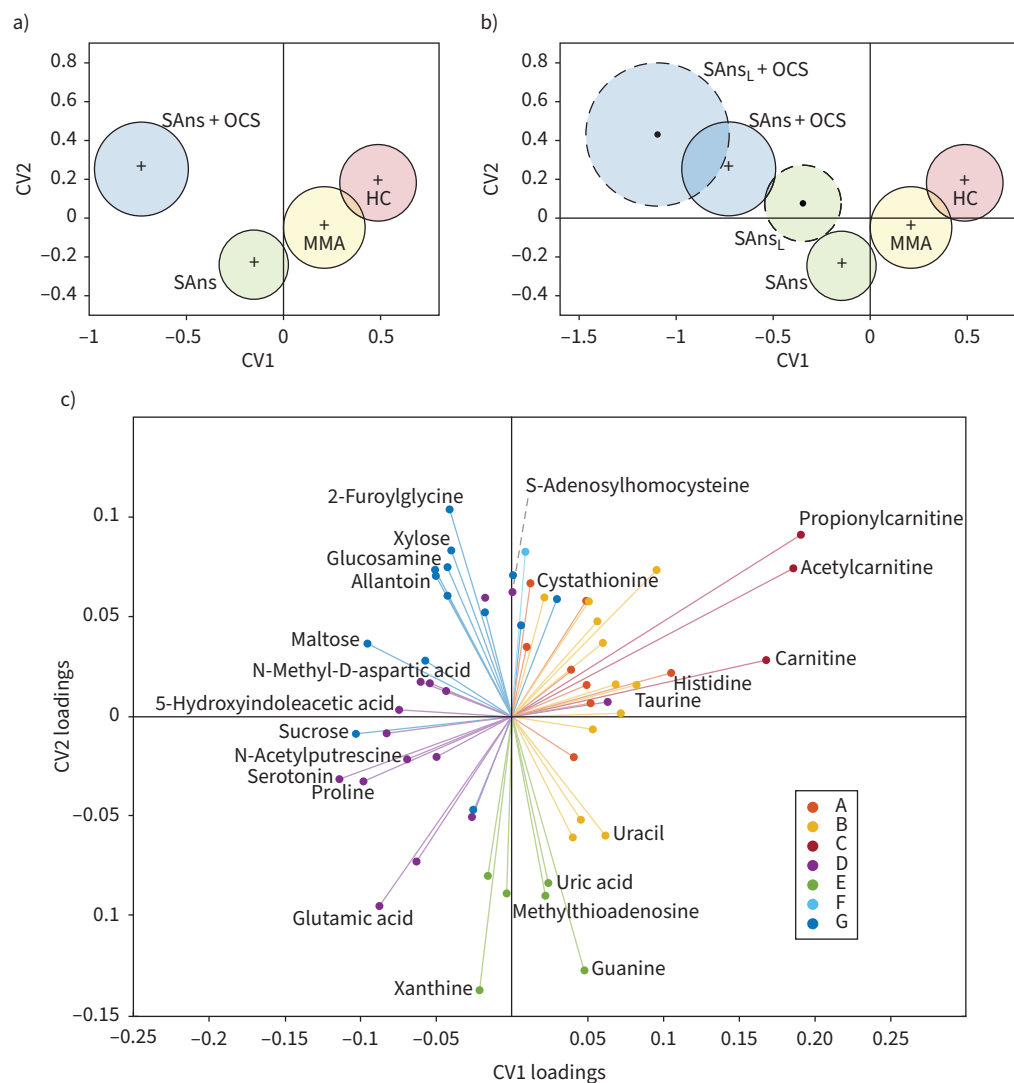 a)
0.8
0.6
0.4
0.2
0
−0.2
−0.4
CV2
SAns + OCS
HC
MMA
SAns
−1
−0.5
0
0.5
CV1
b)
0.8
0.6
0.4
0.2
0
−0.2
−0.4
CV2
SAnsL + OCS
SAns + OCS
HC
SAnsL
MMA
SAns
−1.5
−1
−0.5
0
0.5
CV1
c)
0.1
0.05
0
−0.05
0.1
−0.15
CV2 loadings
2-Furoylglycine
S-Adenosylhomocysteine
Propionylcarnitine
Xylose
Glucosamine
Cystathionine
Acetylcarnitine
Allantoin
Maltose
Carnitine
N-Methyl-D-aspartic acid
Histidine
5-Hydroxyindoleacetic acid
Taurine
Sucrose
N-Acetylputrescine
Serotonin
Proline
Uracil
Uric acid
Glutamic acid
Methylthioadenosine
Guanine
Xanthine
A
B
C
D
E
F
G
−0.25
−0.20
−0.15
−0.10
−0.05
0
0.05
0.10
0.15
0.20
0.20
CV1 loadings